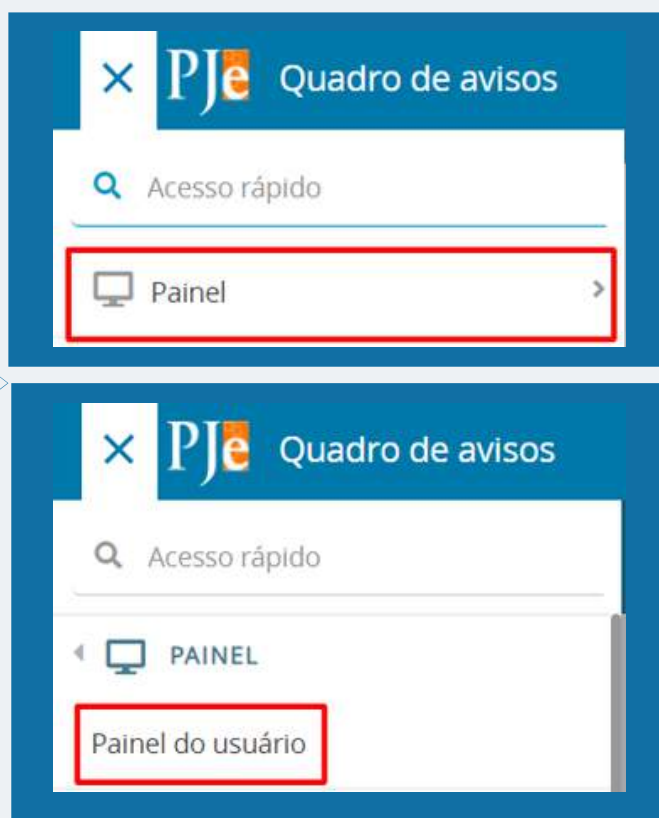 PJe Quadro de avisos
Acesso rápido
Painel
PJe Quadro de avisos
Acesso rápido
PAINEL
Painel do usuário